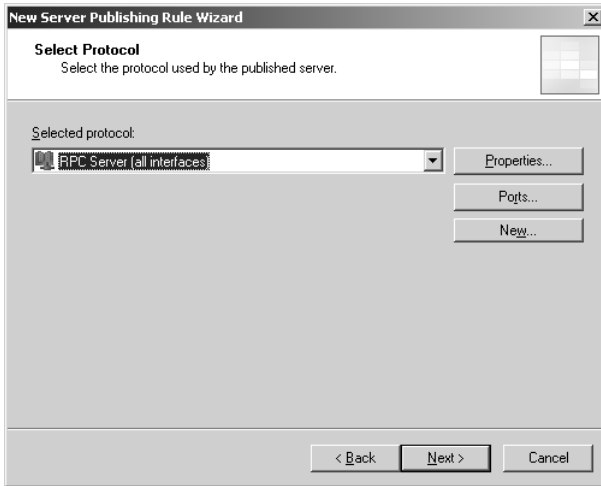 New Server Publishing Rule Wizard
Select Protocol
Select the protocol used by the published server.
Selected protocol:
RPC Server (all interfaces)
Properties...
Ports...
New...
< Back
Next >
Cancel